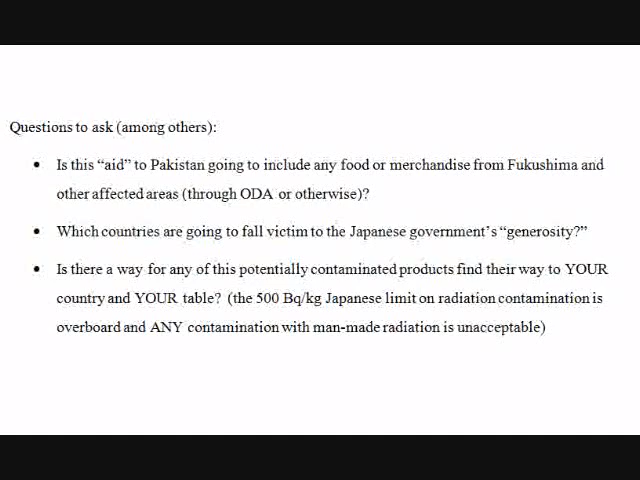 Questions to ask (among others):
• Is this “aid” to Pakistan going to include any food or merchandise from Fukushima and
other affected areas (through ODA or otherwise)?
• Which countries are going to fall victim to the Japanese government’s “generosity?”
• Is there a way for any of this potentially contaminated products find their way to YOUR
country and YOUR table? (the 500 Bq/kg Japanese limit on radiation contamination is
overboard and ANY contamination with man-made radiation is unacceptable)